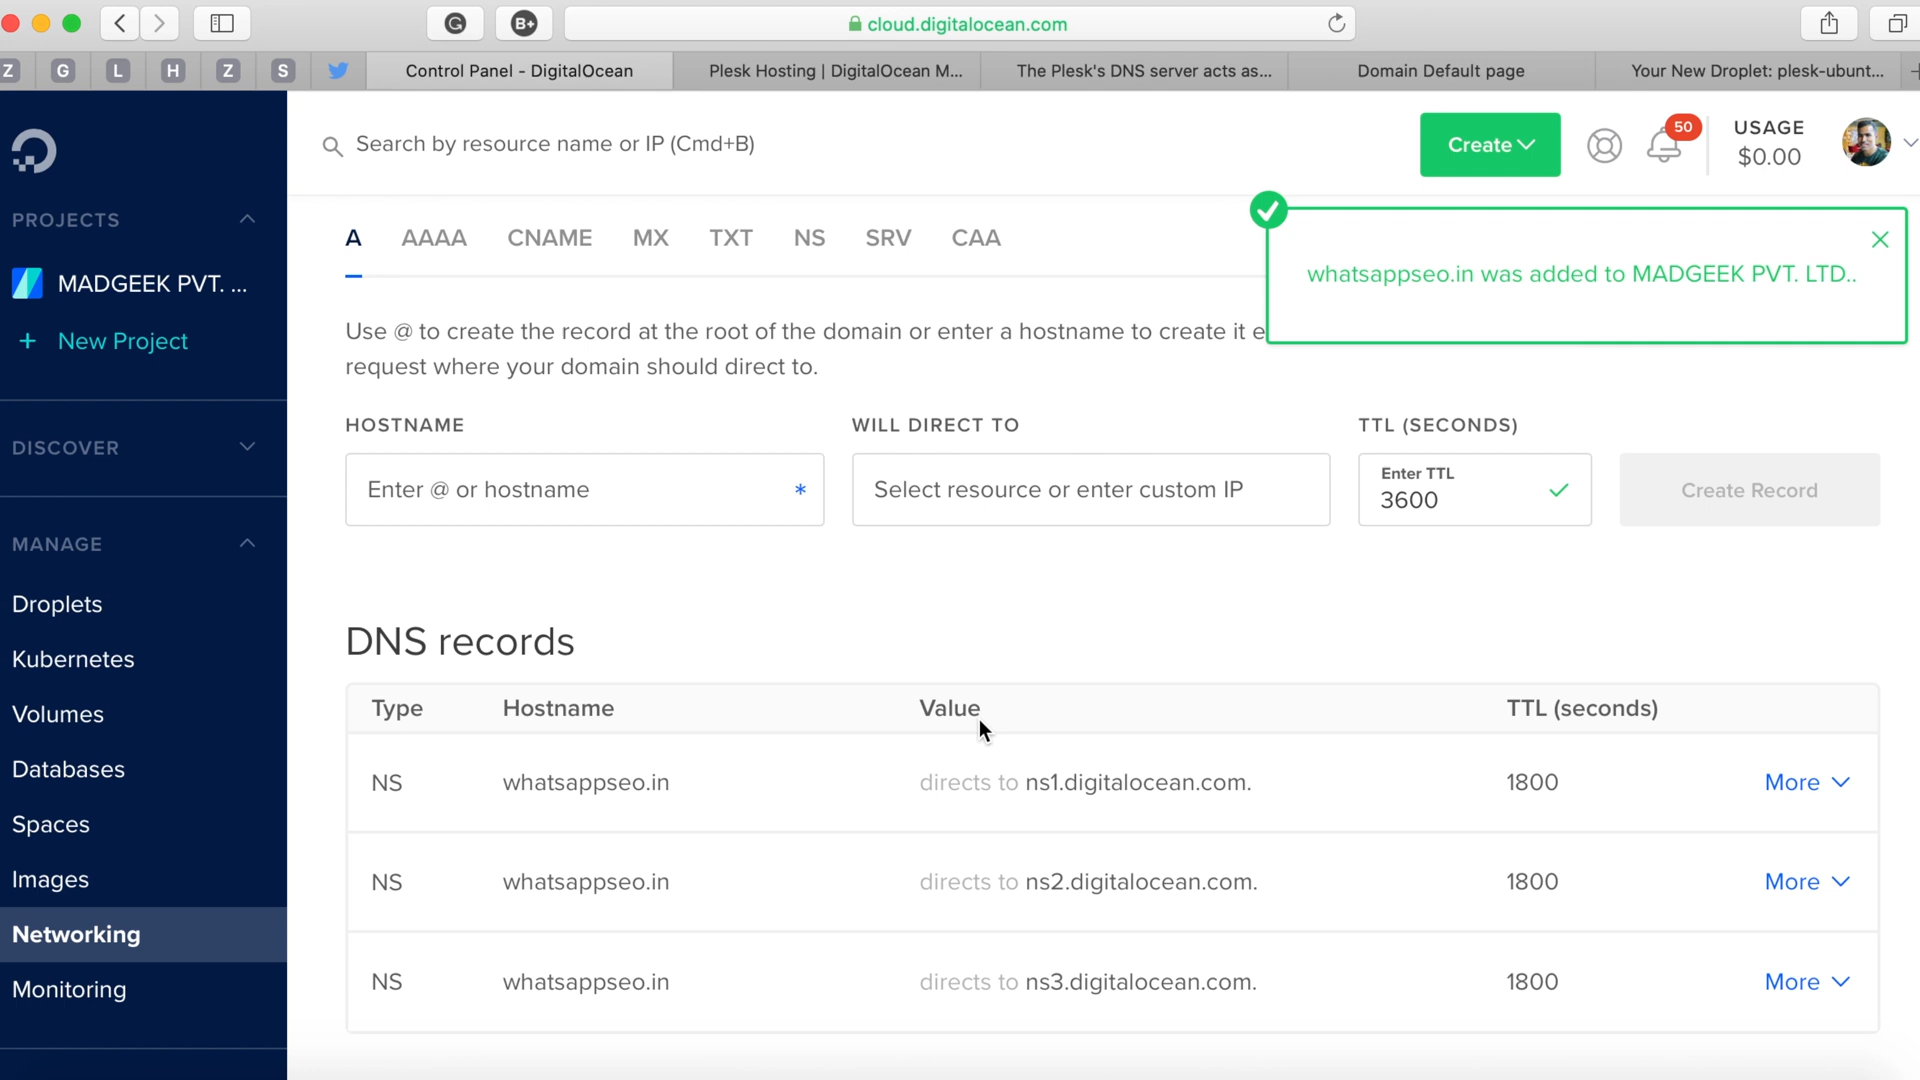 G
B+
cloud.digitalocean.com
Z
G
L
H
Z
S
Control Panel - DigitalOcean
Plesk Hosting | DigitalOcean M...
The Plesk's DNS server acts as...
Domain Default page
Your New Droplet: plesk-ubunt...
Search by resource name or IP (Cmd+B)
Create
50
USAGE
$0.00
PROJECTS
MADGEEK PVT. ...
+ New Project
DISCOVER
MANAGE
Droplets
Kubernetes
Volumes
Databases
Spaces
Images
Networking
Monitoring
A AAAA CNAME MX TXT NS SRV CAA
whatsappseo.in was added to MADGEEK PVT. LTD..
Use @ to create the record at the root of the domain or enter a hostname to create it e
request where your domain should direct to.
HOSTNAME WILL DIRECT TO TTL (SECONDS)
Enter @ or hostname *
Select resource or enter custom IP
Enter TTL
3600
Create Record
DNS records
Type Hostname Value TTL (seconds)
NS whatsappseo.in directs to ns1.digitalocean.com. 1800 More
NS whatsappseo.in directs to ns2.digitalocean.com. 1800 More
NS whatsappseo.in directs to ns3.digitalocean.com. 1800 More